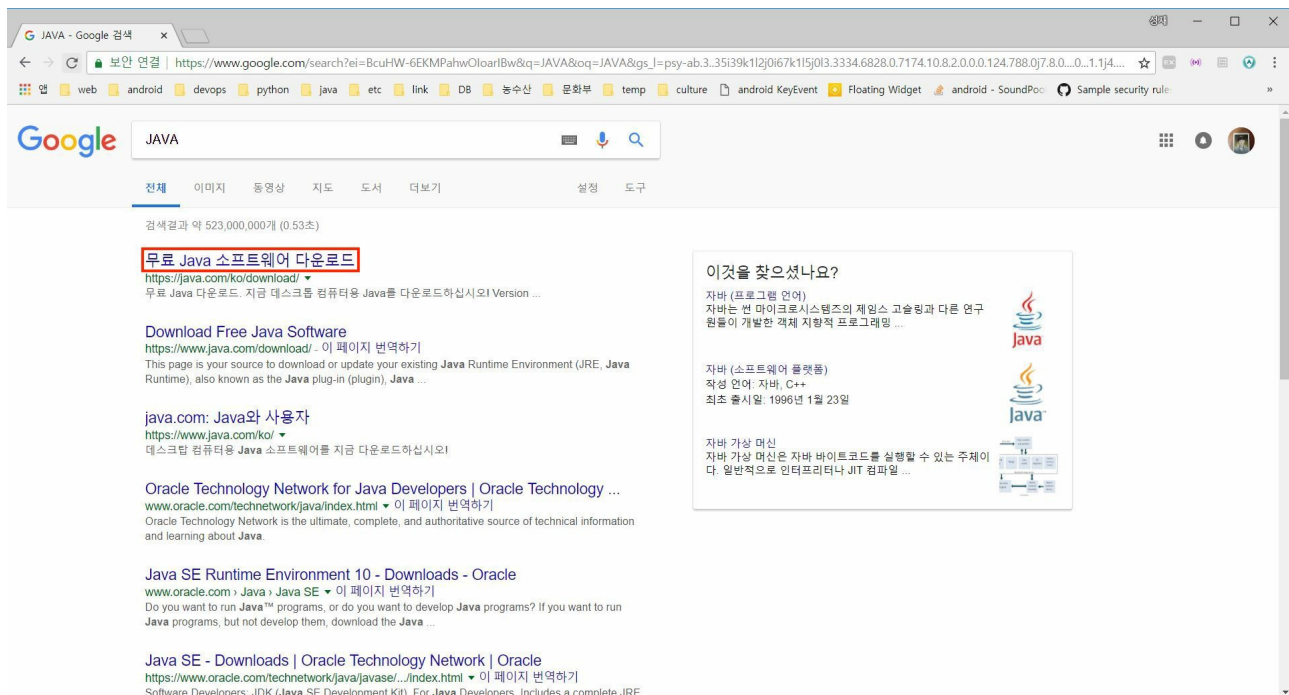 성재
JAVA - Google 검색
보안 연결 | https://www.google.com/search?ei=BcuHW-6EKMPahwOIoarIBw&q=JAVA&oq=JAVA&gs_l=psy-ab.3..35i39k1l2j0i67k1l5j0l3.3334.6828.0.7174.10.8.2.0.0.0.124.788.0j7.8.0....0...1.1j4....
앱 web android devops python java etc link DB 농수산 문화부 temp culture android KeyEvent Floating Widget android - SoundPoo Sample security rule »
Google JAVA
전체 이미지 동영상 지도 도서 더보기 설정 도구
검색결과 약 523,000,000개 (0.53초)
무료 Java 소프트웨어 다운로드
https://java.com/ko/download/
무료 Java 다운로드. 지금 데스크톱 컴퓨터용 Java를 다운로드하십시오! Version ...
Download Free Java Software
https://www.java.com/download/ - 이 페이지 번역하기
This page is your source to download or update your existing Java Runtime Environment (JRE, Java
Runtime), also known as the Java plug-in (plugin), Java ...
java.com: Java와 사용자
https://www.java.com/ko/
데스크탑 컴퓨터용 Java 소프트웨어를 지금 다운로드하십시오!
Oracle Technology Network for Java Developers | Oracle Technology ...
www.oracle.com/technetwork/java/index.html 이 페이지 번역하기
Oracle Technology Network is the ultimate, complete, and authoritative source of technical information
and learning about Java.
Java SE Runtime Environment 10 - Downloads - Oracle
www.oracle.com › Java › Java SE 이 페이지 번역하기
Do you want to run Java™ programs, or do you want to develop Java programs? If you want to run
Java programs, but not develop them, download the Java ...
Java SE - Downloads | Oracle Technology Network | Oracle
https://www.oracle.com/technetwork/java/javase/.../index.html 이 페이지 번역하기
Software Developers: JDK (Java SE Development Kit). For Java Developers. Includes a complete JRE
이것을 찾으셨나요?
자바 (프로그램 언어)
자바는 썬 마이크로시스템즈의 제임스 고슬링과 다른 연구
원들이 개발한 객체 지향적 프로그래밍 ...
Java
자바 (소프트웨어 플랫폼)
작성 언어: 자바, C++
최초 출시일: 1996년 1월 23일
Java
자바 가상 머신
자바 가상 머신은 자바 바이트코드를 실행할 수 있는 주체이
다. 일반적으로 인터프리터나 JIT 컴파일 ...